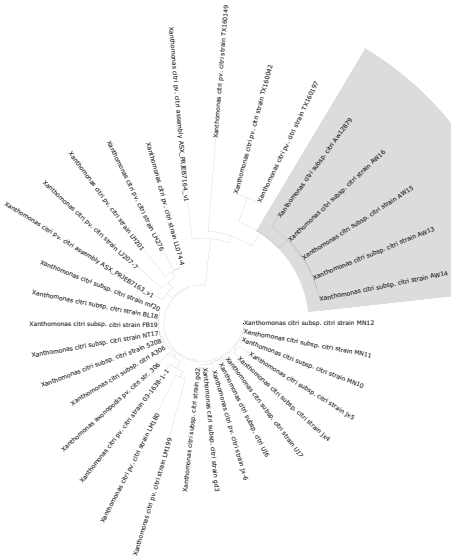 Xanthomonas citri pv. citri strain TX160149
Xanthomonas citri pv. citri strain TX160042
Xanthomonas citri pv. citri strain TX160197
Xanthomonas citri subsp. citri Aw12879
Xanthomonas citri subsp. citri strain AW16
Xanthomonas citri subsp. citri strain AW15
Xanthomonas citri subsp. citri strain AW13
Xanthomonas citri subsp. citri strain AW14
Xanthomonas citri subsp. citri strain MN12
Xanthomonas citri subsp. citri strain MN11
Xanthomonas citri subsp. citri strain MN10
Xanthomonas citri subsp. citri strain jx5
Xanthomonas citri subsp. citri strain jx4
Xanthomonas citri subsp. citri strain UI7
Xanthomonas citri subsp. citri UI6
Xanthomonas citri pv. citri strain jx-6
Xanthomonas citri subsp. citri strain gd3
Xanthomonas citri subsp. citri strain gd2
Xanthomonas citri pv. citri strain LM199
Xanthomonas citri pv. citri strain LM180
Xanthomonas citri pv. citri strain 03-1638-1-1
Xanthomonas axonopodis pv. citri str. 306
Xanthomonas citri subsp. citri A306
Xanthomonas citri subsp. citri strain 5208
Xanthomonas citri subsp. citri strain NT17
Xanthomonas citri subsp. citri strain FB19
Xanthomonas citri subsp. citri strain BL18
Xanthomonas citri subsp. citri strain mf20
Xanthomonas citri pv. citri assembly ASX_PRJEB7163_v1
Xanthomonas citri pv. citri strain LJ207-7
Xanthomonas citri pv. citri strain LH201
Xanthomonas citri pv. citri strain LH276
Xanthomonas citri pv. citri strain LL074-4
Xanthomonas citri pv. citri assembly ASX_PRJEB7164_v1